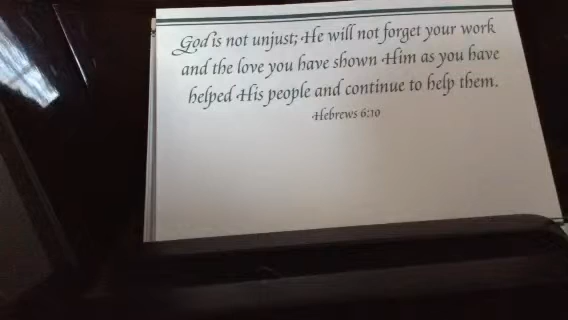 God is not unjust; He will not forget your work
and the love you have shown Him as you have
helped His people and continue to help them.
Hebrews 6:10